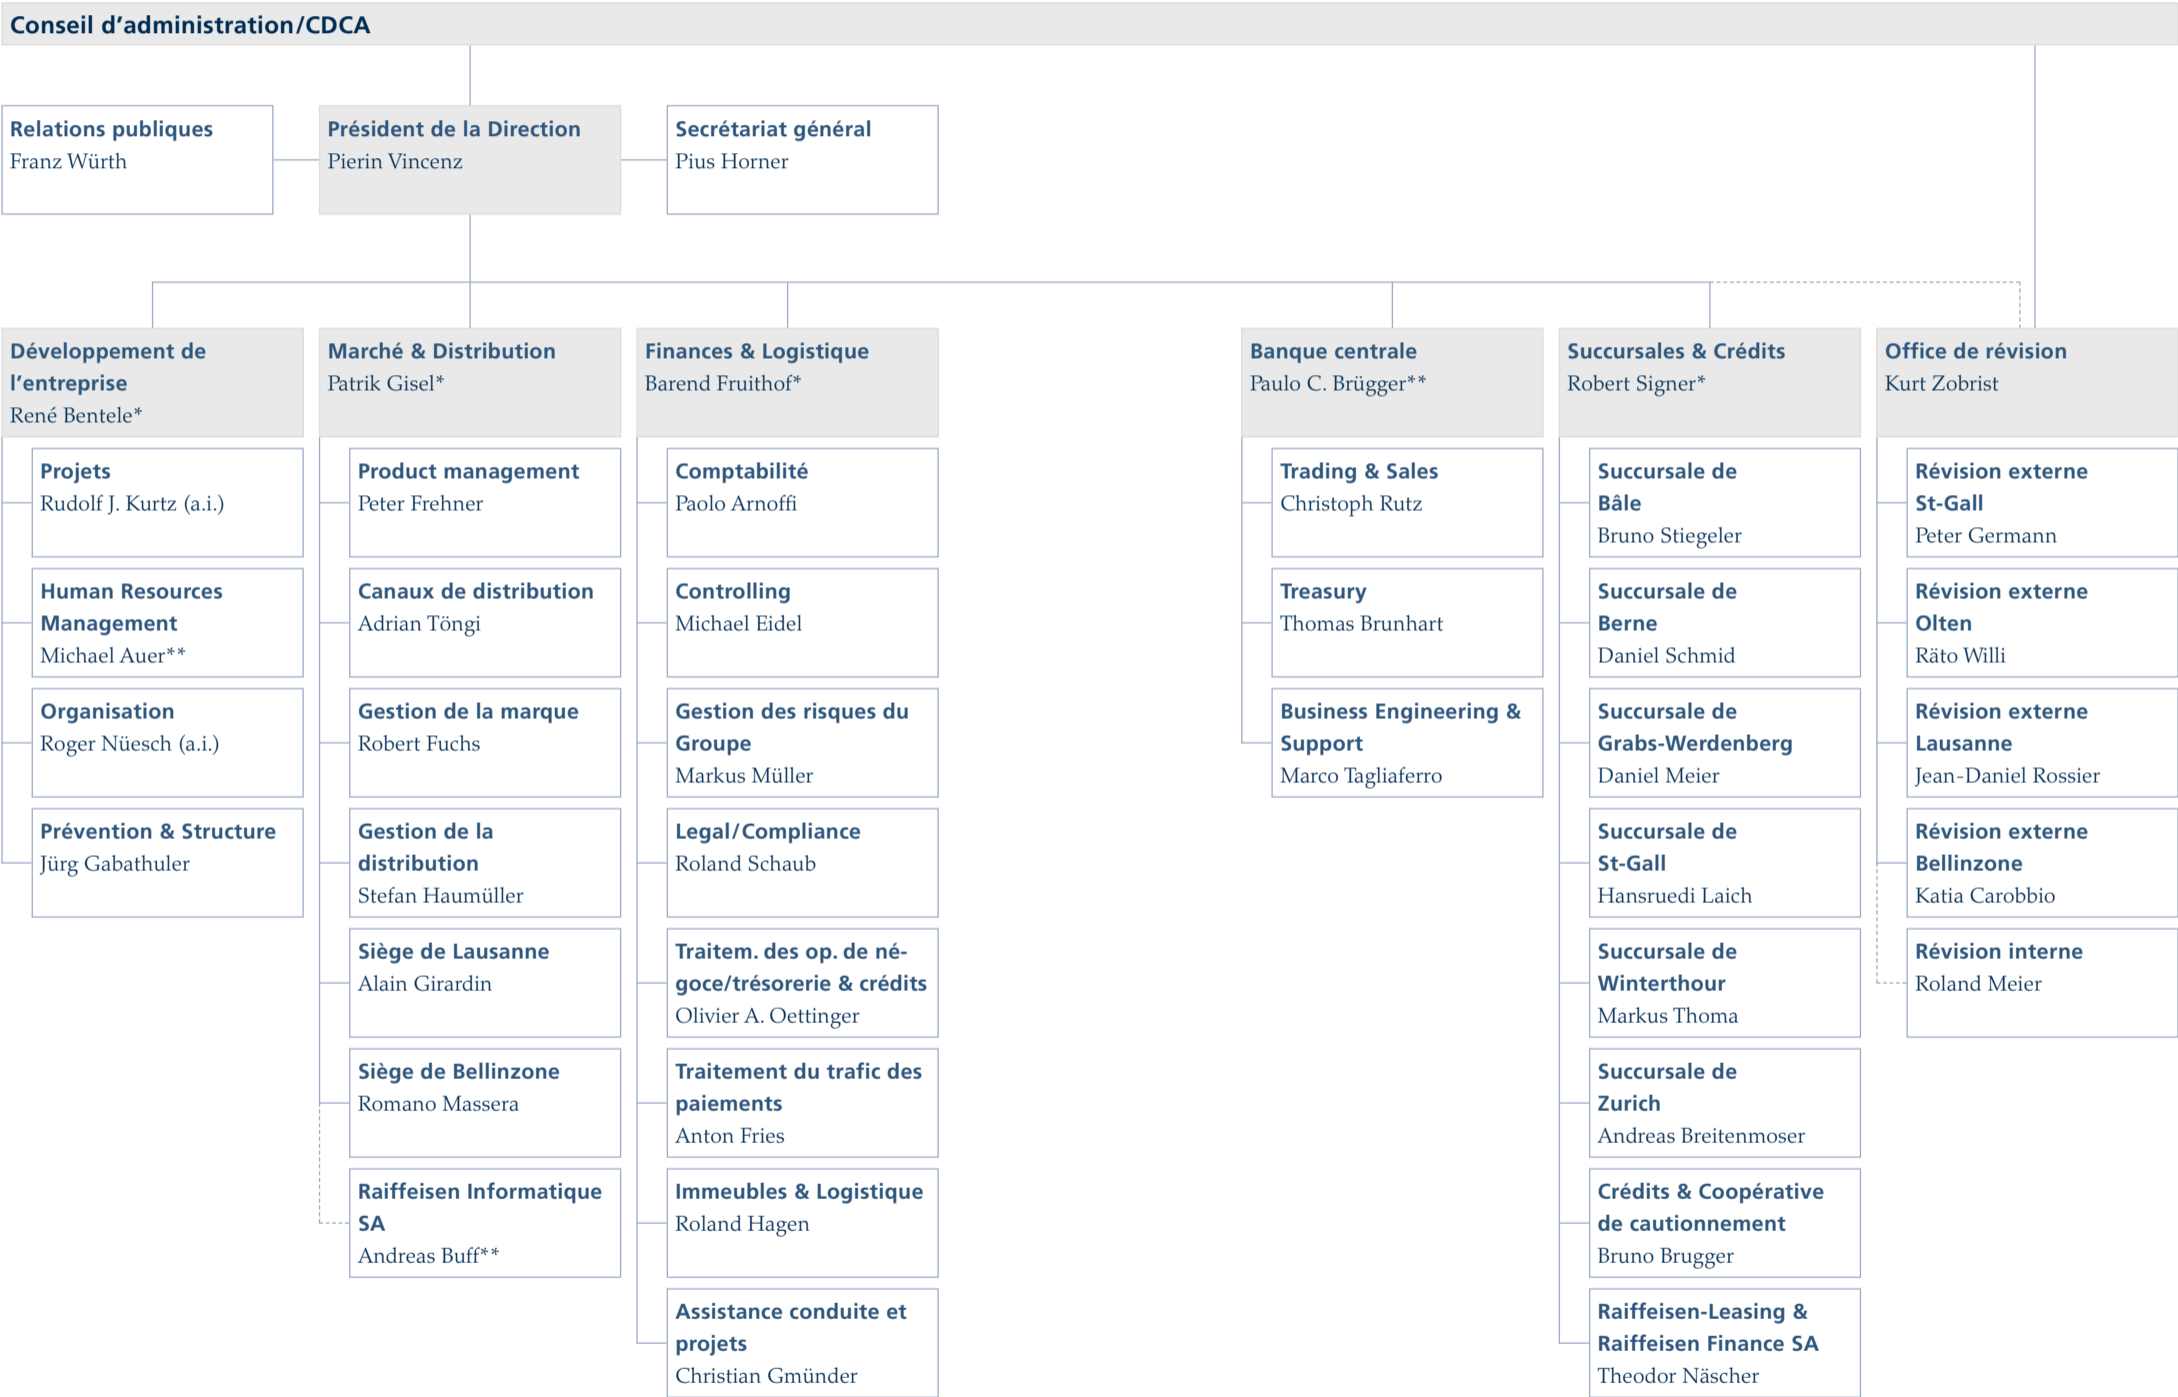 Conseil d’administration/CDCA
Relations publiques
Franz Würth
Président de la Direction
Pierin Vincenz
Secrétariat général
Pius Horner
Développement de
l’entreprise
René Bentele*
Projets
Rudolf J. Kurtz (a.i.)
Human Resources
Management
Michael Auer**
Organisation
Roger Nüesch (a.i.)
Prévention & Structure
Jürg Gabathuler
Marché & Distribution
Patrik Gisel*
Product management
Peter Frehner
Canaux de distribution
Adrian Töngi
Gestion de la marque
Robert Fuchs
Gestion de la
distribution
Stefan Haumüller
Siège de Lausanne
Alain Girardin
Siège de Bellinzone
Romano Massera
Raiffeisen Informatique
SA
Andreas Buff**
Finances & Logistique
Barend Fruithof*
Comptabilité
Paolo Arnoffi
Controlling
Michael Eidel
Gestion des risques du
Groupe
Markus Müller
Legal/Compliance
Roland Schaub
Traitem. des op. de né-
goce/trésorerie & crédits
Olivier A. Oettinger
Traitement du trafic des
paiements
Anton Fries
Immeubles & Logistique
Roland Hagen
Assistance conduite et
projets
Christian Gmünder
Banque centrale
Paulo C. Brügger**
Trading & Sales
Christoph Rutz
Treasury
Thomas Brunhart
Business Engineering &
Support
Marco Tagliaferro
Succursales & Crédits
Robert Signer*
Succursale de
Bâle
Bruno Stiegeler
Succursale de
Berne
Daniel Schmid
Succursale de
Grabs-Werdenberg
Daniel Meier
Succursale de
St-Gall
Hansruedi Laich
Succursale de
Winterthour
Markus Thoma
Succursale de
Zurich
Andreas Breitenmoser
Crédits & Coopérative
de cautionnement
Bruno Brugger
Raiffeisen-Leasing &
Raiffeisen Finance SA
Theodor Näscher
Office de révision
Kurt Zobrist
Révision externe
St-Gall
Peter Germann
Révision externe
Olten
Räto Willi
Révision externe
Lausanne
Jean-Daniel Rossier
Révision externe
Bellinzone
Katia Carobbio
Révision interne
Roland Meier